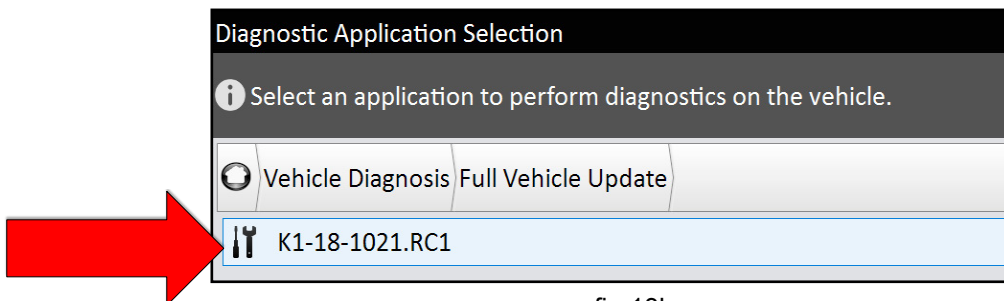 Diagnostic Application Selection
Select an application to perform diagnostics on the vehicle.
Vehicle Diagnosis Full Vehicle Update
K1-18-1021.RC1